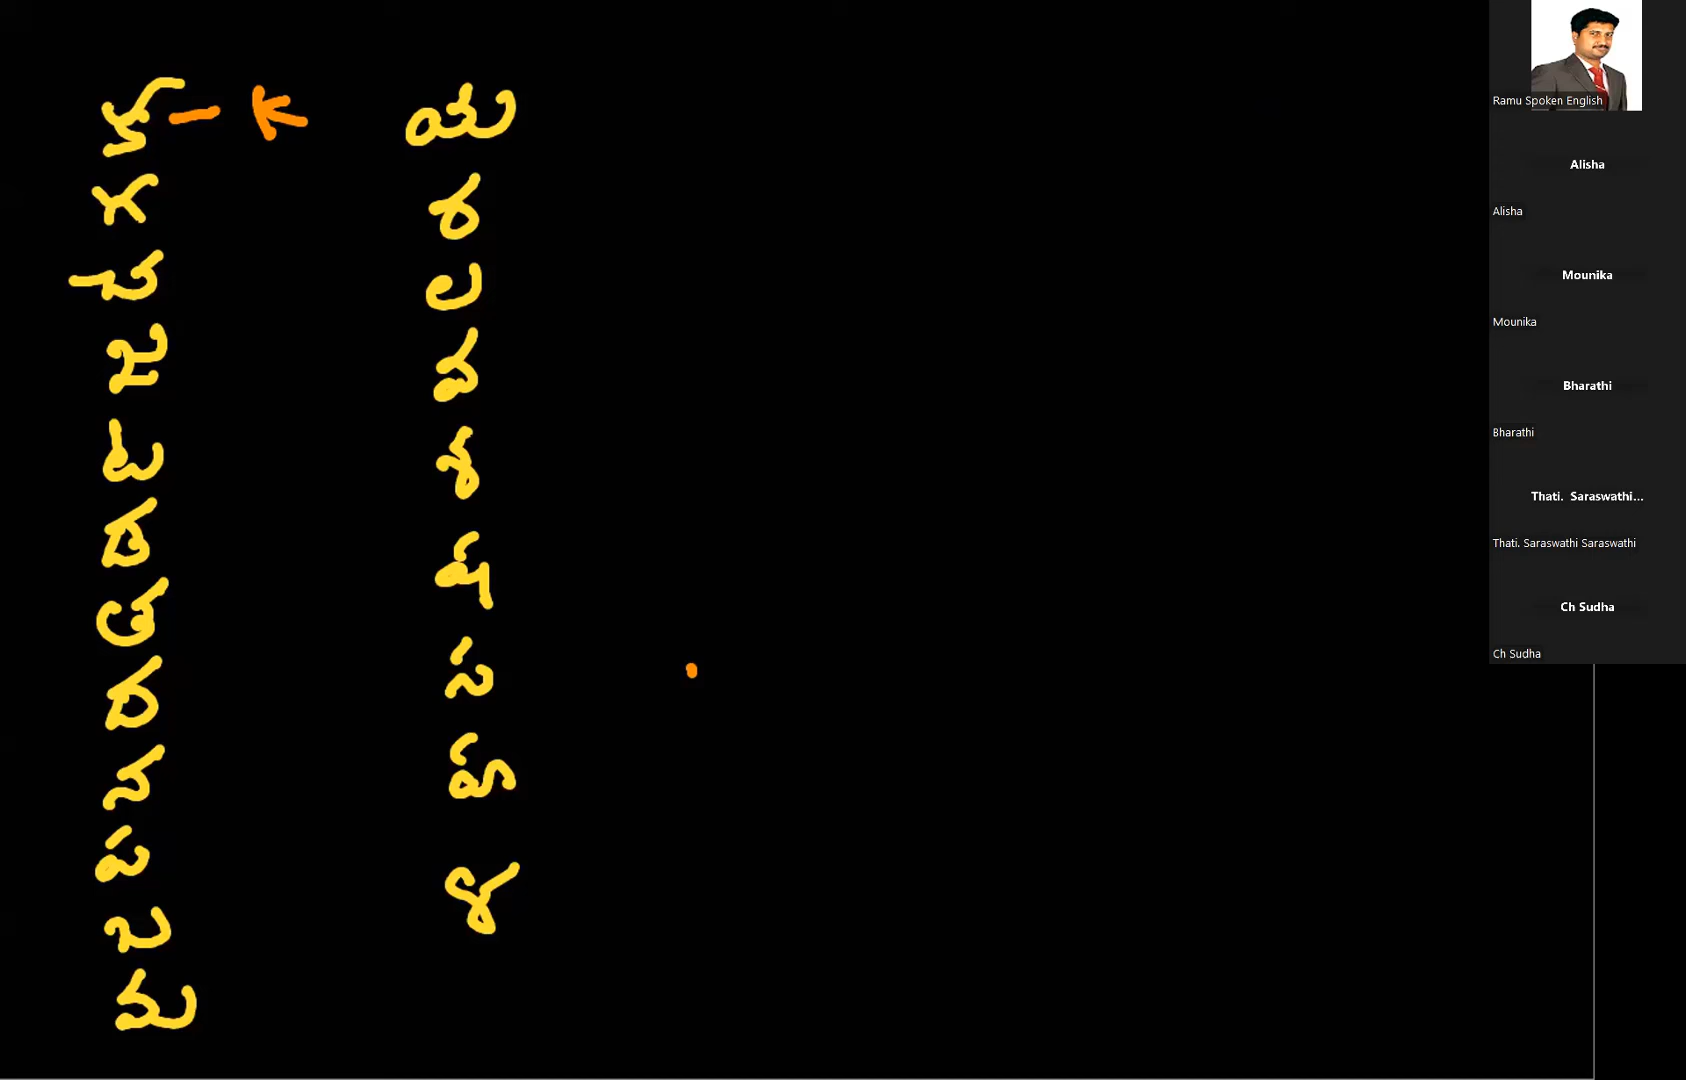 క - K
గ
చ
జ
ట
డ
త
ద
న
ప
బ
మ
య
ర
ల
వ
శ
ష
స
హ
ళ
Ramu Spoken English
Alisha
Alisha
Mounika
Mounika
Bharathi
Bharathi
Thati. Saraswathi...
Thati. Saraswathi Saraswathi
Ch Sudha
Ch Sudha